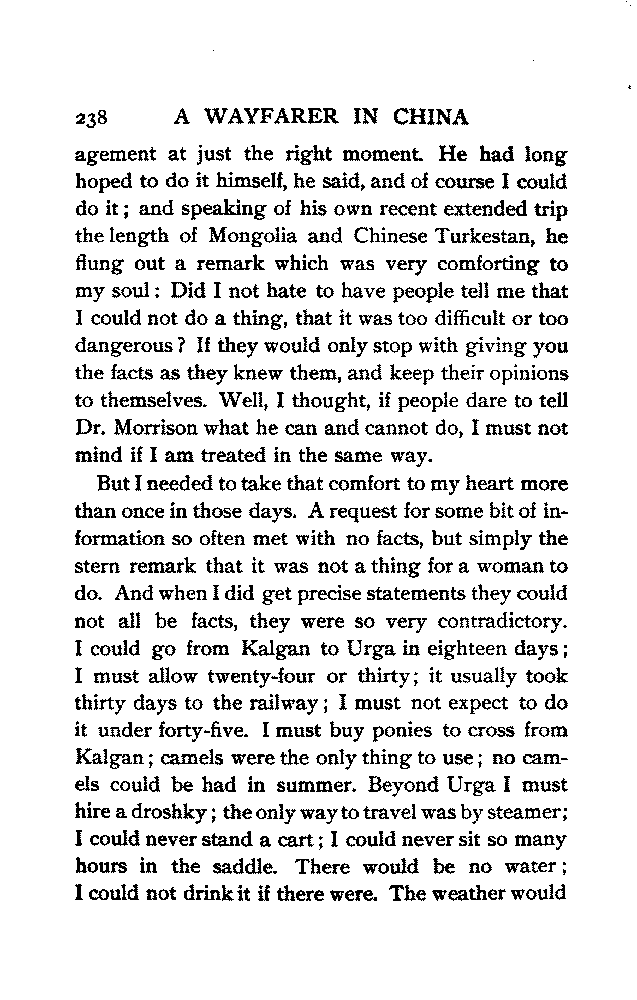 238 A WAYFARER IN CHINA
agement at just the right moment. He had long
hoped to do it himself, he said, and of course I could
do it; and speaking of his own recent extended trip
the length of Mongolia and Chinese Turkestan, he
flung out a remark which was very comforting to
my soul: Did I not hate to have people tell me that
I could not do a thing, that it was too difficult or too
dangerous? If they would only stop with giving you
the facts as they knew them, and keep their opinions
to themselves. Well, I thought, if people dare to tell
Dr. Morrison what he can and cannot do, I must not
mind if I am treated in the same way.
But I needed to take that comfort to my heart more
than once in those days. A request for some bit of in-
formation so often met with no facts, but simply the
stern remark that it was not a thing for a woman to
do. And when I did get precise statements they could
not all be facts, they were so very contradictory.
I could go from Kalgan to Urga in eighteen days;
I must allow twenty-four or thirty; it usually took
thirty days to the railway; I must not expect to do
it under forty-five. I must buy ponies to cross from
Kalgan; camels were the only thing to use; no cam-
els could be had in summer. Beyond Urga I must
hire a droshky; the only way to travel was by steamer;
I could never stand a cart; I could never sit so many
hours in the saddle. There would be no water;
I could not drink it if there were. The weather would